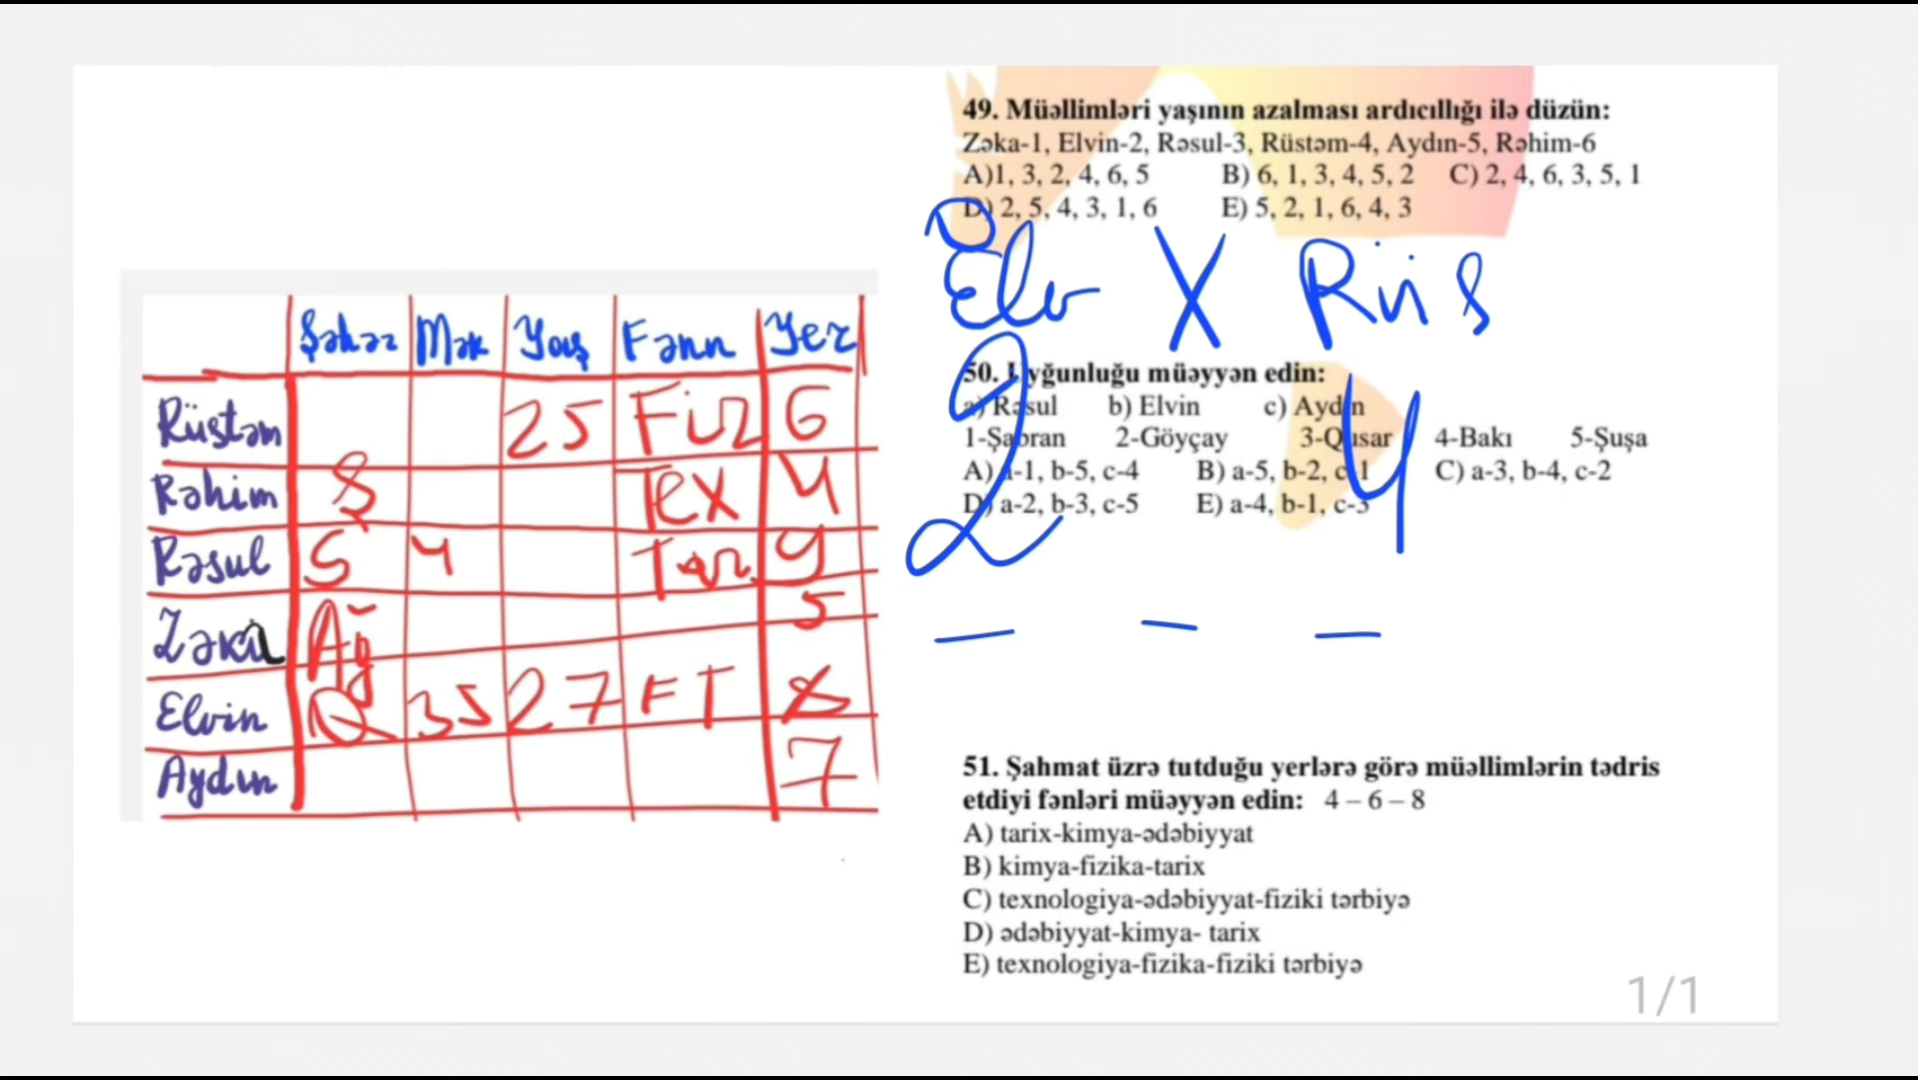 49. Müəllimləri yaşının azalması ardıcıllığı ilə düzün:
Zəka-1, Elvin-2, Rəsul-3, Rüstəm-4, Aydın-5, Rəhim-6
A)1, 3, 2, 4, 6, 5 B) 6, 1, 3, 4, 5, 2 C) 2, 4, 6, 3, 5, 1
D) 2, 5, 4, 3, 1, 6 E) 5, 2, 1, 6, 4, 3
Elv X Rüs
2 4
50. Uyğunluğu müəyyən edin:
a) Rəsul b) Elvin c) Aydın
1-Şabran 2-Göyçay 3-Qusar 4-Bakı 5-Şuşa
A) a-1, b-5, c-4 B) a-5, b-2, c-1 C) a-3, b-4, c-2
D) a-2, b-3, c-5 E) a-4, b-1, c-3
51. Şahmat üzrə tutduğu yerlərə görə müəllimlərin tədris
etdiyi fənləri müəyyən edin: 4 – 6 – 8
A) tarix-kimya-ədəbiyyat
B) kimya-fizika-tarix
C) texnologiya-ədəbiyyat-fiziki tərbiyə
D) ədəbiyyat-kimya- tarix
E) texnologiya-fizika-fiziki tərbiyə
Şəhər Mək Yaş Fənn Yer
Rüstəm 25 Fiz 6
Rəhim Ş Tex 4
Rəsul 4 Tar 9
Zəka Ağ 5
Elvin Q 35 27 FT 8
Aydın 7
1/1